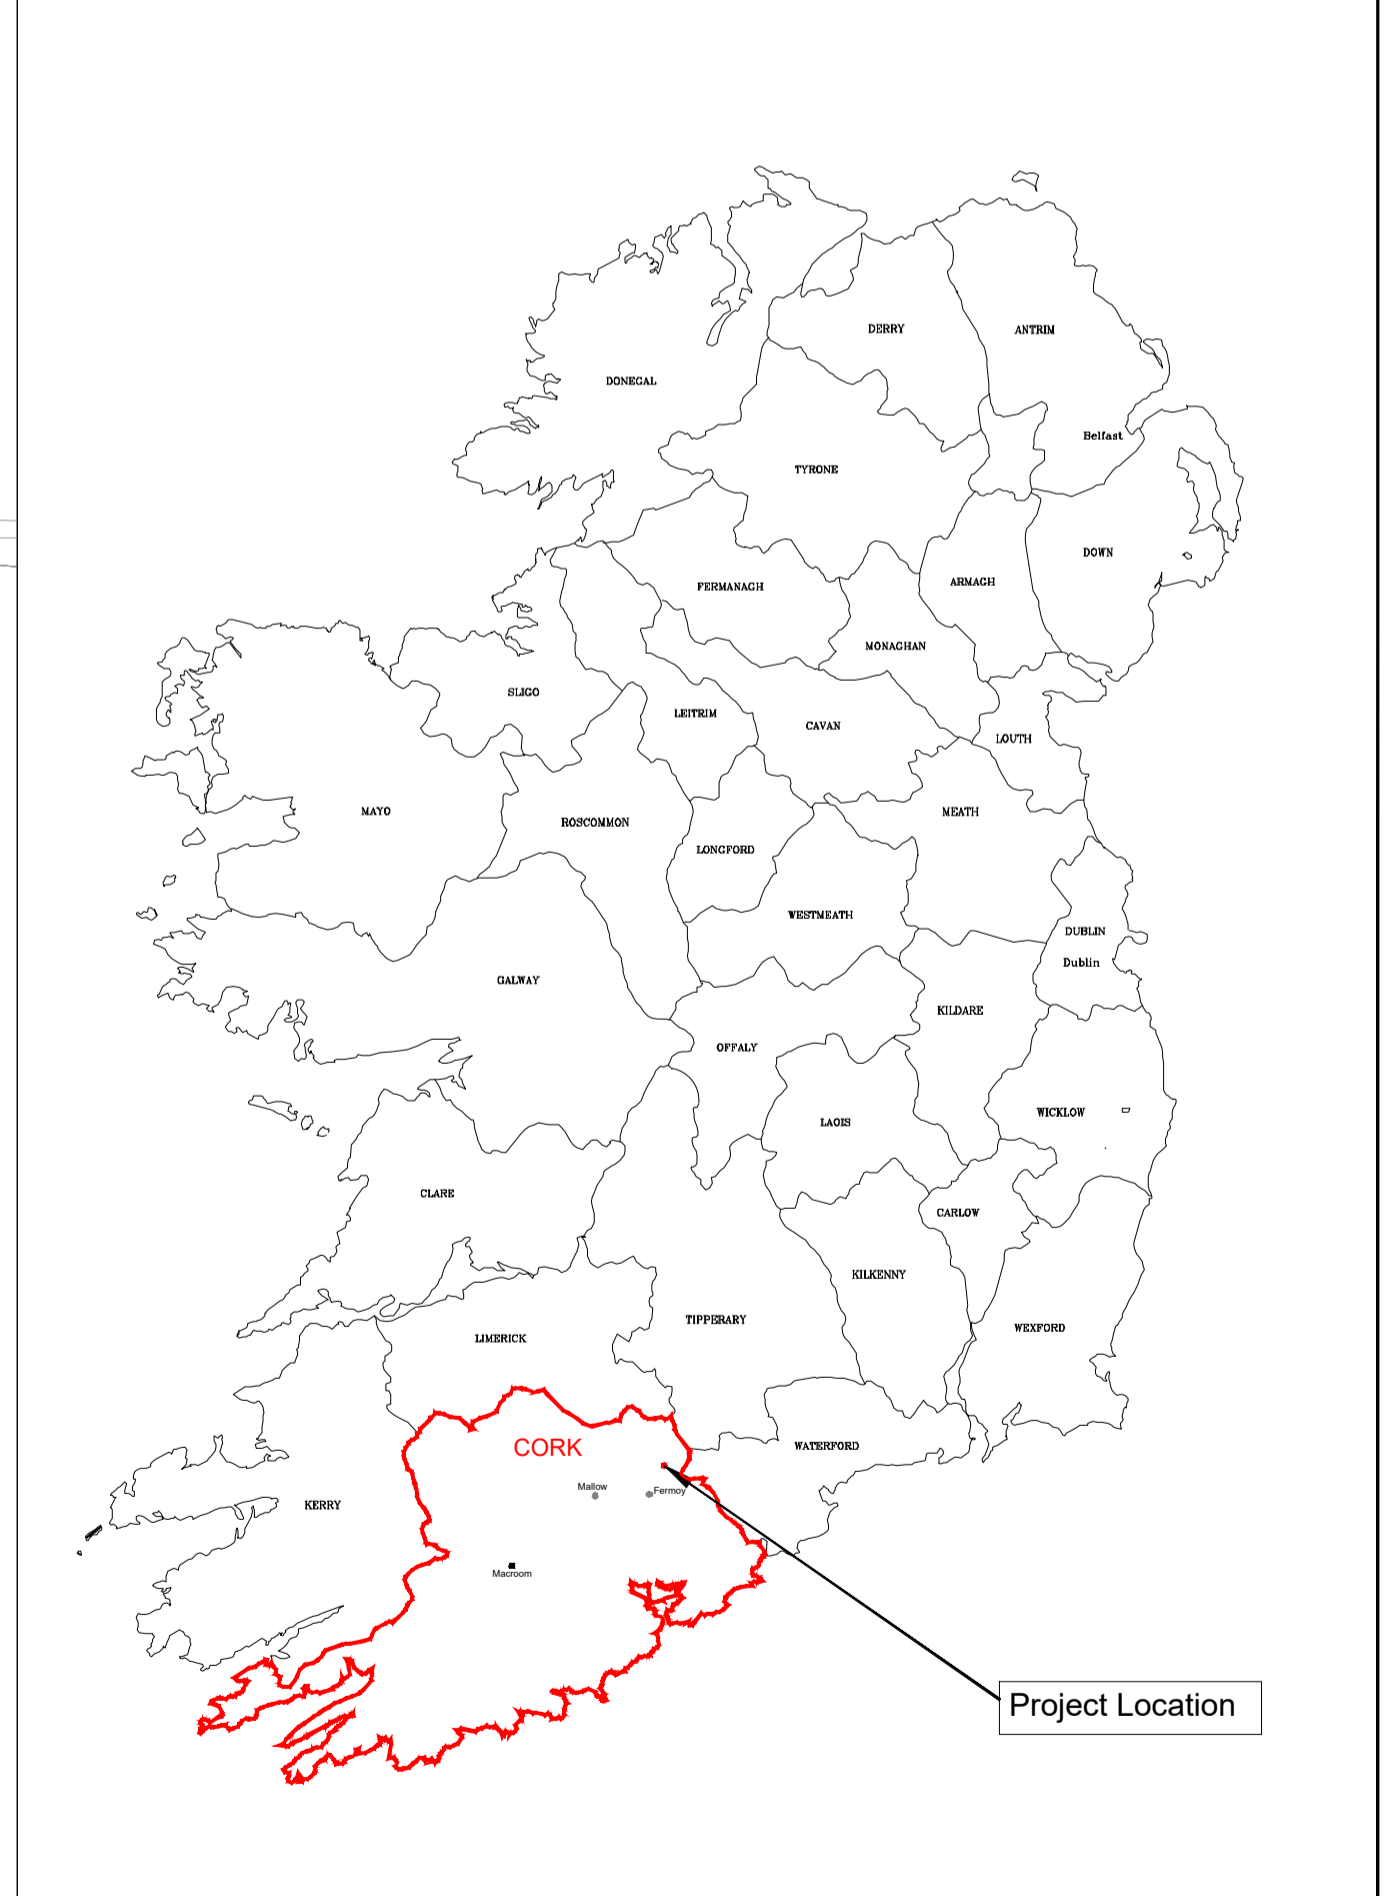 DERRY
ANTRIM
DONEGAL
Belfast
TYRONE
DOWN
ARMAGH
FERMANAGH
MONAGHAN
SLIGO
LEITRIM
CAVAN
LOUTH
MAYO
ROSCOMMON
MEATH
LONGFORD
WESTMEATH
DUBLIN
Dublin
GALWAY
KILDARE
OFFALY
WICKLOW
LAOIS
CLARE
CARLOW
KILKENNY
TIPPERARY
WEXFORD
LIMERICK
CORK
WATERFORD
Mallow
Fermoy
KERRY
Macroom
Project Location